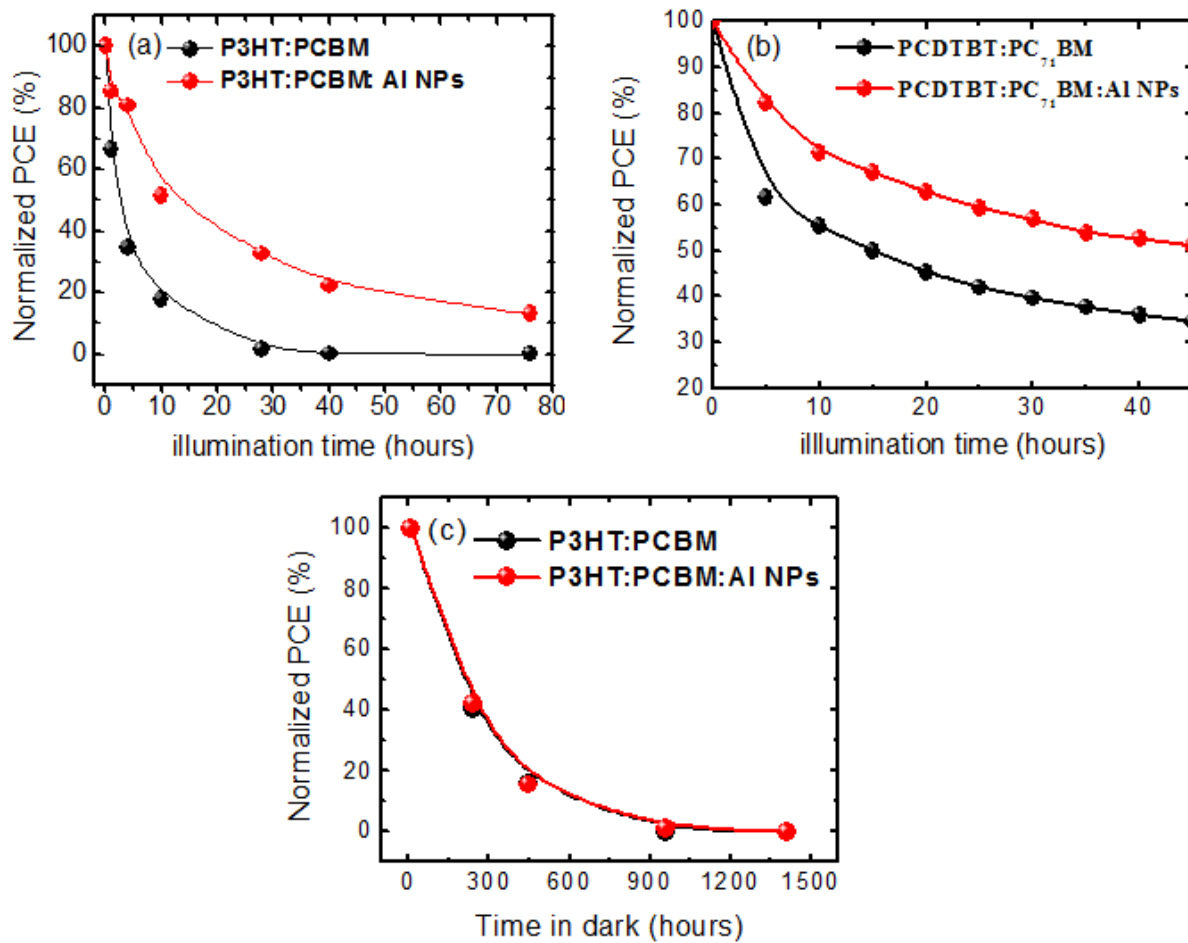 (a)
P3HT:PCBM
P3HT:PCBM: Al NPs
Normalized PCE (%)
100
80
60
40
20
0
0 10 20 30 40 50 60 70 80
illumination time (hours)
(b)
PCDTBT:PC₇₁BM
PCDTBT:PC₇₁BM:Al NPs
Normalized PCE (%)
100
90
80
70
60
50
40
30
20
0 10 20 30 40
illlumination time (hours)
(c)
P3HT:PCBM
P3HT:PCBM:Al NPs
Normalized PCE (%)
100
80
60
40
20
0
0 300 600 900 1200 1500
Time in dark (hours)